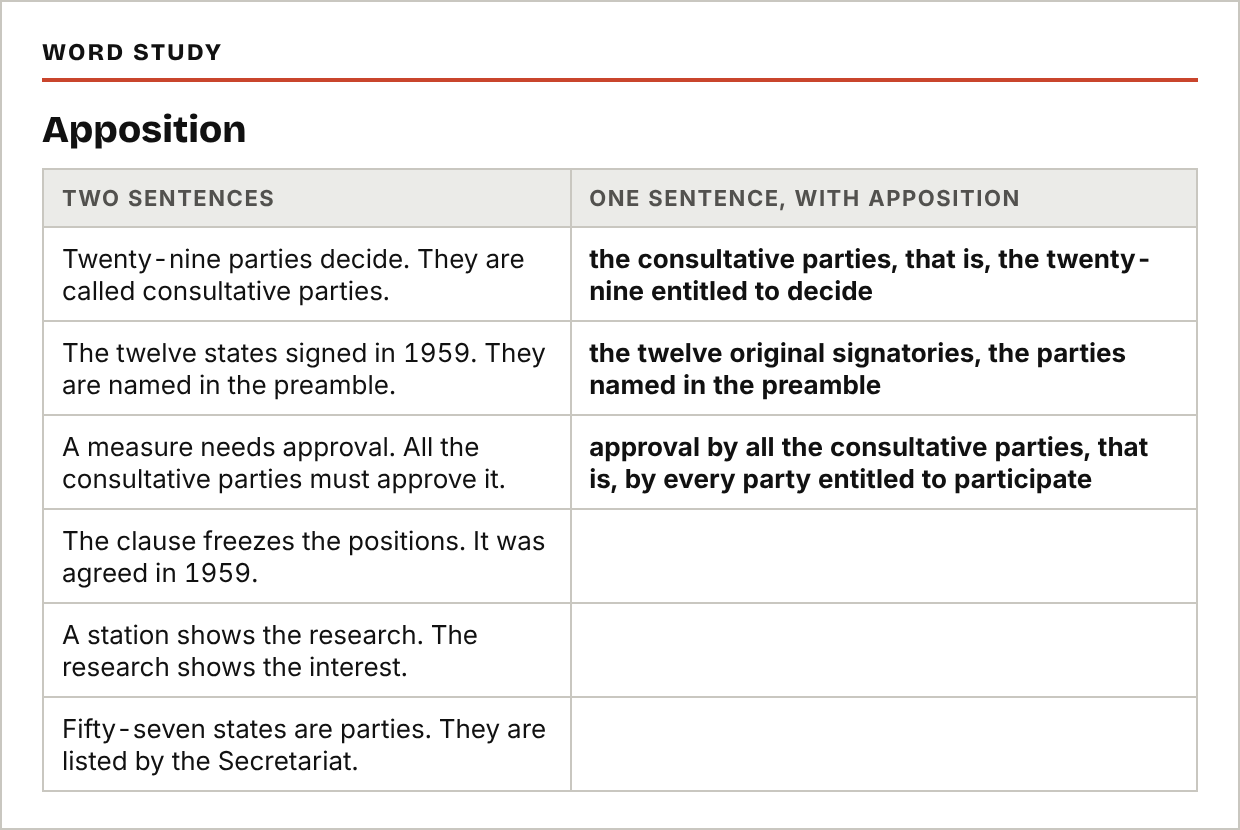 WORD STUDY
Apposition
TWO SENTENCES
ONE SENTENCE, WITH APPOSITION
Twenty-nine parties decide. They are
called consultative parties.
the consultative parties, that is, the twenty-
nine entitled to decide
The twelve states signed in 1959. They
are named in the preamble.
the twelve original signatories, the parties
named in the preamble
A measure needs approval. All the
consultative parties must approve it.
approval by all the consultative parties, that
is, by every party entitled to participate
The clause freezes the positions. It was
agreed in 1959.
A station shows the research. The
research shows the interest.
Fifty-seven states are parties. They are
listed by the Secretariat.